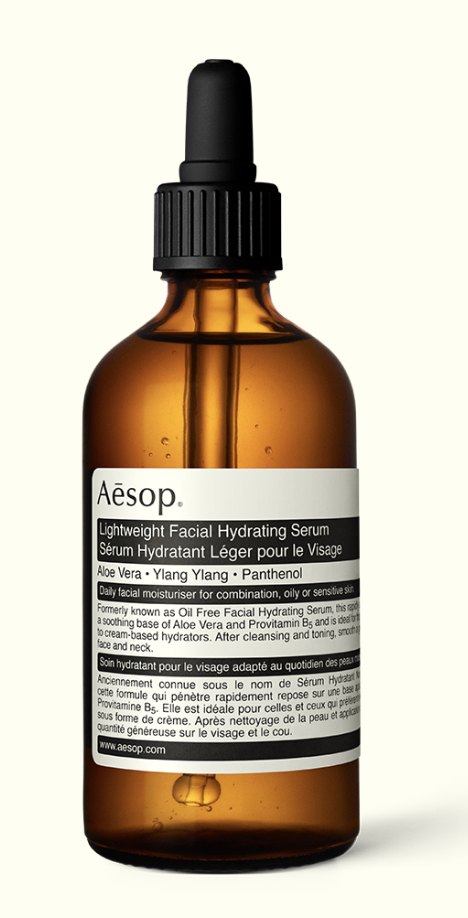 Aēsop®
Lightweight Facial Hydrating Serum
Sérum Hydratant Léger pour le Visage
Aloe Vera • Ylang Ylang • Panthenol
Daily facial moisturiser for combination, oily or sensitive skin
Formerly known as Oil Free Facial Hydrating Serum, this
a soothing base of Aloe Vera and Provitamin B5 and is ideal for
to cream-based hydrators. After cleansing and toning, smooth
face and neck.
Soin hydratant pour le visage adapté au quotidien des peaux
Anciennement connue sous le nom de Sérum Hydratant
cette formule qui pénètre rapidement repose sur une base
Provitamine B5. Elle est idéale pour celles et ceux qui
sous forme de crème. Après nettoyage de la peau et
quantité généreuse sur le visage et le cou.
www.aesop.com